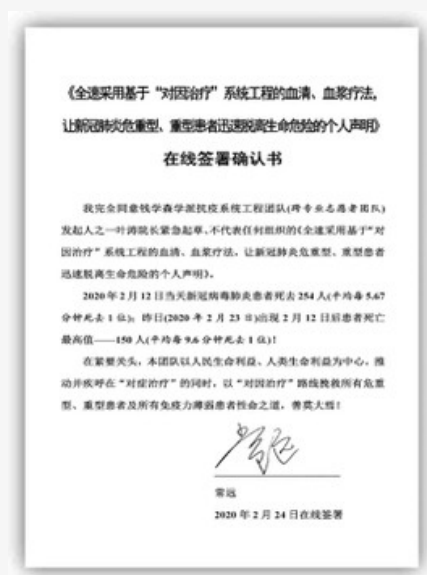 《全速采用基于“对因治疗”系统工程的血清、血浆疗法,
让新冠肺炎危重型、重型患者迅速脱离生命危险的个人声明》
在线签署确认书
我完全同意钱学森学派抗疫系统工程团队(跨专业志愿者团队)
发起人之一叶涛院长紧急起草、不代表任何组织的《全速采用基于“对
因治疗”系统工程的血清、血浆疗法,让新冠肺炎危重型、重型患者
迅速脱离生命危险的个人声明》。
2020年2月12日当天新冠病毒肺炎患者死去254人(平均每5.67
分钟死去1位);昨日(2020年2月23日)出现2月12日后患者死亡
最高值——150人(平均每9.6分钟死去1位)!
在紧要关头,本团队以人民生命利益、人类生命利益为中心,推
动并疾呼在“对症治疗”的同时,以“对因治疗”路线挽救所有危重
型、重型患者及所有免疫力薄弱患者性命之道,善莫大焉!
常远
常远
2020年2月24日在线签署